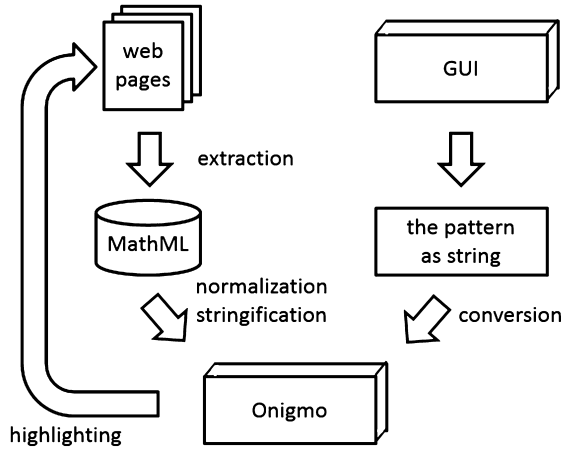 web
pages
GUI
extraction
MathML
the pattern
as string
normalization
stringification
conversion
Onigmo
highlighting